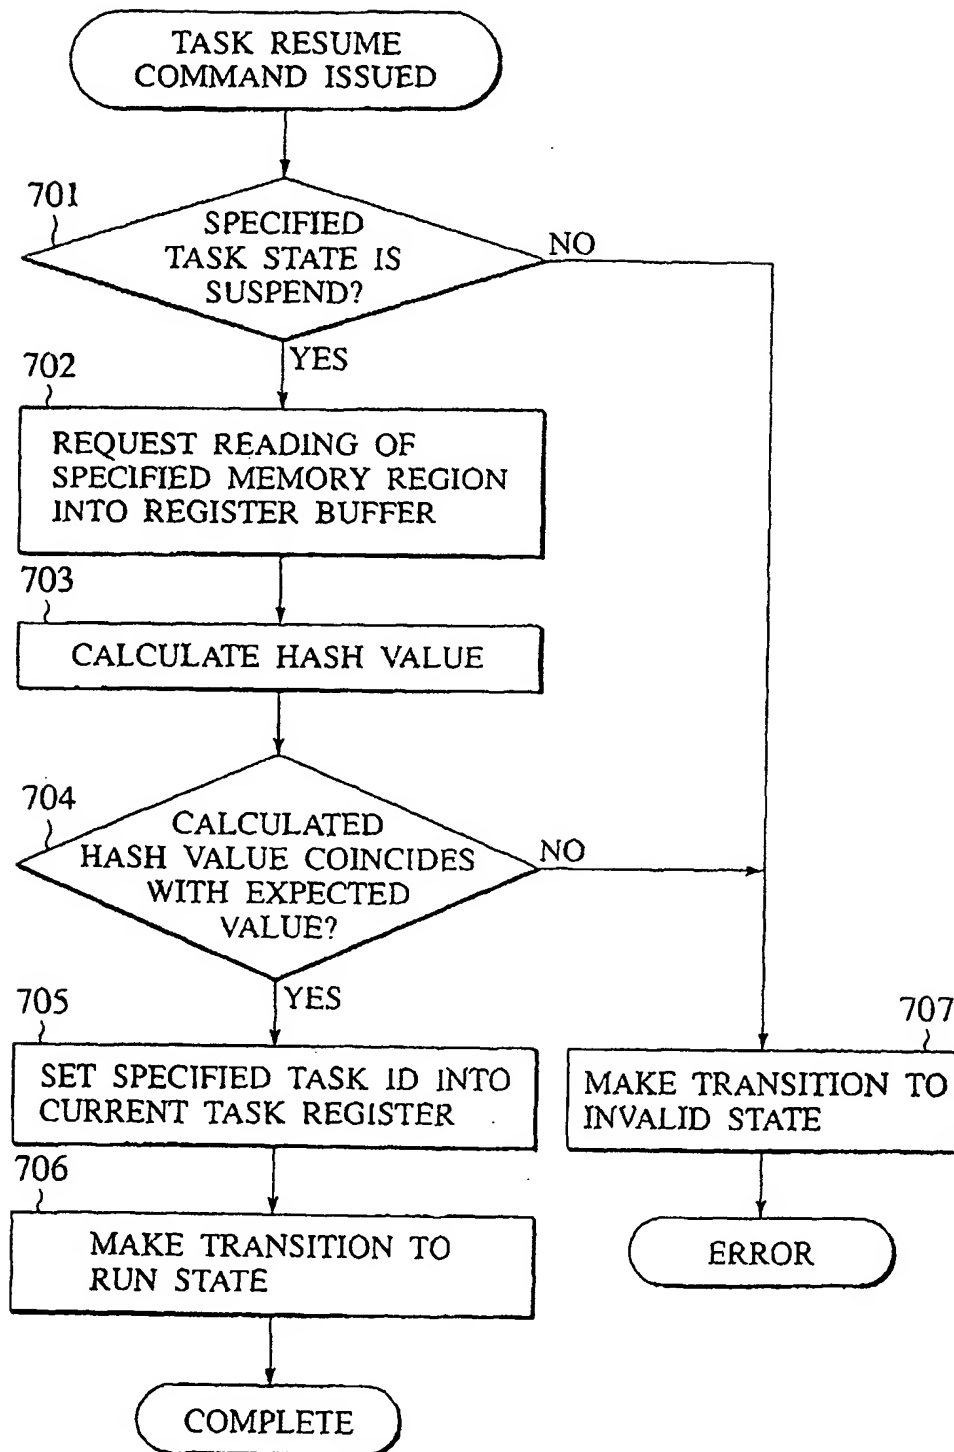 TASK RESUME
COMMAND ISSUED
701
SPECIFIED
TASK STATE IS
SUSPEND?
NO
YES
702
REQUEST READING OF
SPECIFIED MEMORY REGION
INTO REGISTER BUFFER
703
CALCULATE HASH VALUE
704
CALCULATED
HASH VALUE COINCIDES
WITH EXPECTED
VALUE?
NO
YES
705
SET SPECIFIED TASK ID INTO
CURRENT TASK REGISTER
707
MAKE TRANSITION TO
INVALID STATE
706
MAKE TRANSITION TO
RUN STATE
ERROR
COMPLETE